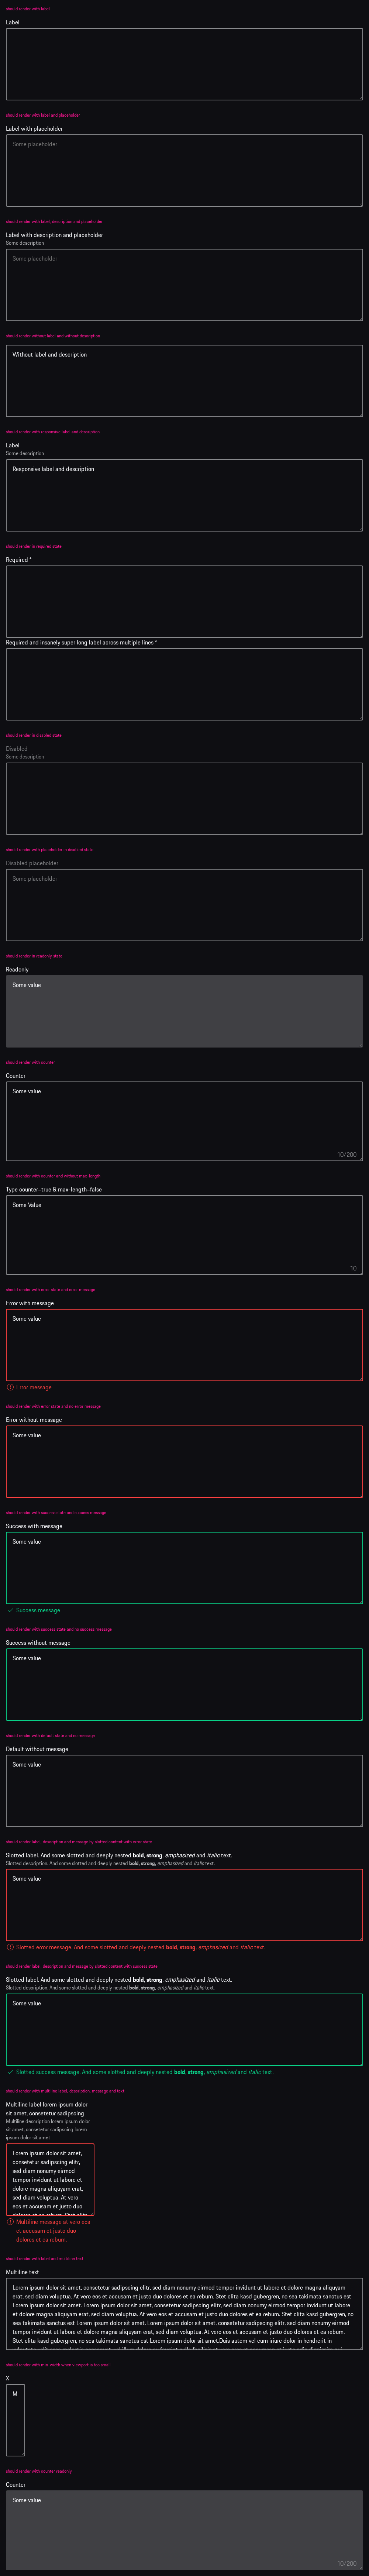 should render with label
Label
should render with label and placeholder
Label with placeholder
Some placeholder
should render with label, description and placeholder
Label with description and placeholder
Some description
Some placeholder
should render without label and without description
Without label and description
should render with responsive label and description
Label
Some description
Responsive label and description
should render in required state
Required *
Required and insanely super long label across multiple lines *
should render in disabled state
Disabled
Some description
should render with placeholder in disabled state
Disabled placeholder
Some placeholder
should render in readonly state
Readonly
Some value
should render with counter
Counter
Some value
10/200
should render with counter and without max-length
Type counter=true & max-length=false
Some Value
10
should render with error state and error message
Error with message
Some value
Error message
should render with error state and no error message
Error without message
Some value
should render with success state and success message
Success with message
Some value
Success message
should render with success state and no success message
Success without message
Some value
should render with default state and no message
Default without message
Some value
should render label, description and message by slotted content with error state
Slotted label. And some slotted and deeply nested bold, strong, emphasized and italic text.
Slotted description. And some slotted and deeply nested bold, strong, emphasized and italic text.
Some value
Slotted error message. And some slotted and deeply nested bold, strong, emphasized and italic text.
should render label, description and message by slotted content with success state
Slotted label. And some slotted and deeply nested bold, strong, emphasized and italic text.
Slotted description. And some slotted and deeply nested bold, strong, emphasized and italic text.
Some value
Slotted success message. And some slotted and deeply nested bold, strong, emphasized and italic text.
should render with multiline label, description, message and text
Multiline label lorem ipsum dolor
sit amet, consetetur sadipscing
Multiline description lorem ipsum dolor
sit amet, consetetur sadipscing lorem
ipsum dolor sit amet
Lorem ipsum dolor sit amet,
consetetur sadipscing elitr,
sed diam nonumy eirmod
tempor invidunt ut labore et
dolore magna aliquyam erat,
sed diam voluptua. At vero
eos et accusam et justo duo
Multiline message at vero eos
et accusam et justo duo
dolores et ea rebum.
should render with label and multiline text
Multiline text
Lorem ipsum dolor sit amet, consetetur sadipscing elitr, sed diam nonumy eirmod tempor invidunt ut labore et dolore magna aliquyam
erat, sed diam voluptua. At vero eos et accusam et justo duo dolores et ea rebum. Stet clita kasd gubergren, no sea takimata sanctus est
Lorem ipsum dolor sit amet. Lorem ipsum dolor sit amet, consetetur sadipscing elitr, sed diam nonumy eirmod tempor invidunt ut labore
et dolore magna aliquyam erat, sed diam voluptua. At vero eos et accusam et justo duo dolores et ea rebum. Stet clita kasd gubergren, no
sea takimata sanctus est Lorem ipsum dolor sit amet. Lorem ipsum dolor sit amet, consetetur sadipscing elitr, sed diam nonumy eirmod
tempor invidunt ut labore et dolore magna aliquyam erat, sed diam voluptua. At vero eos et accusam et justo duo dolores et ea rebum.
Stet clita kasd gubergren, no sea takimata sanctus est Lorem ipsum dolor sit amet.Duis autem vel eum iriure dolor in hendrerit in
should render with min-width when viewport is too small
X
M
should render with counter readonly
Counter
Some value
10/200